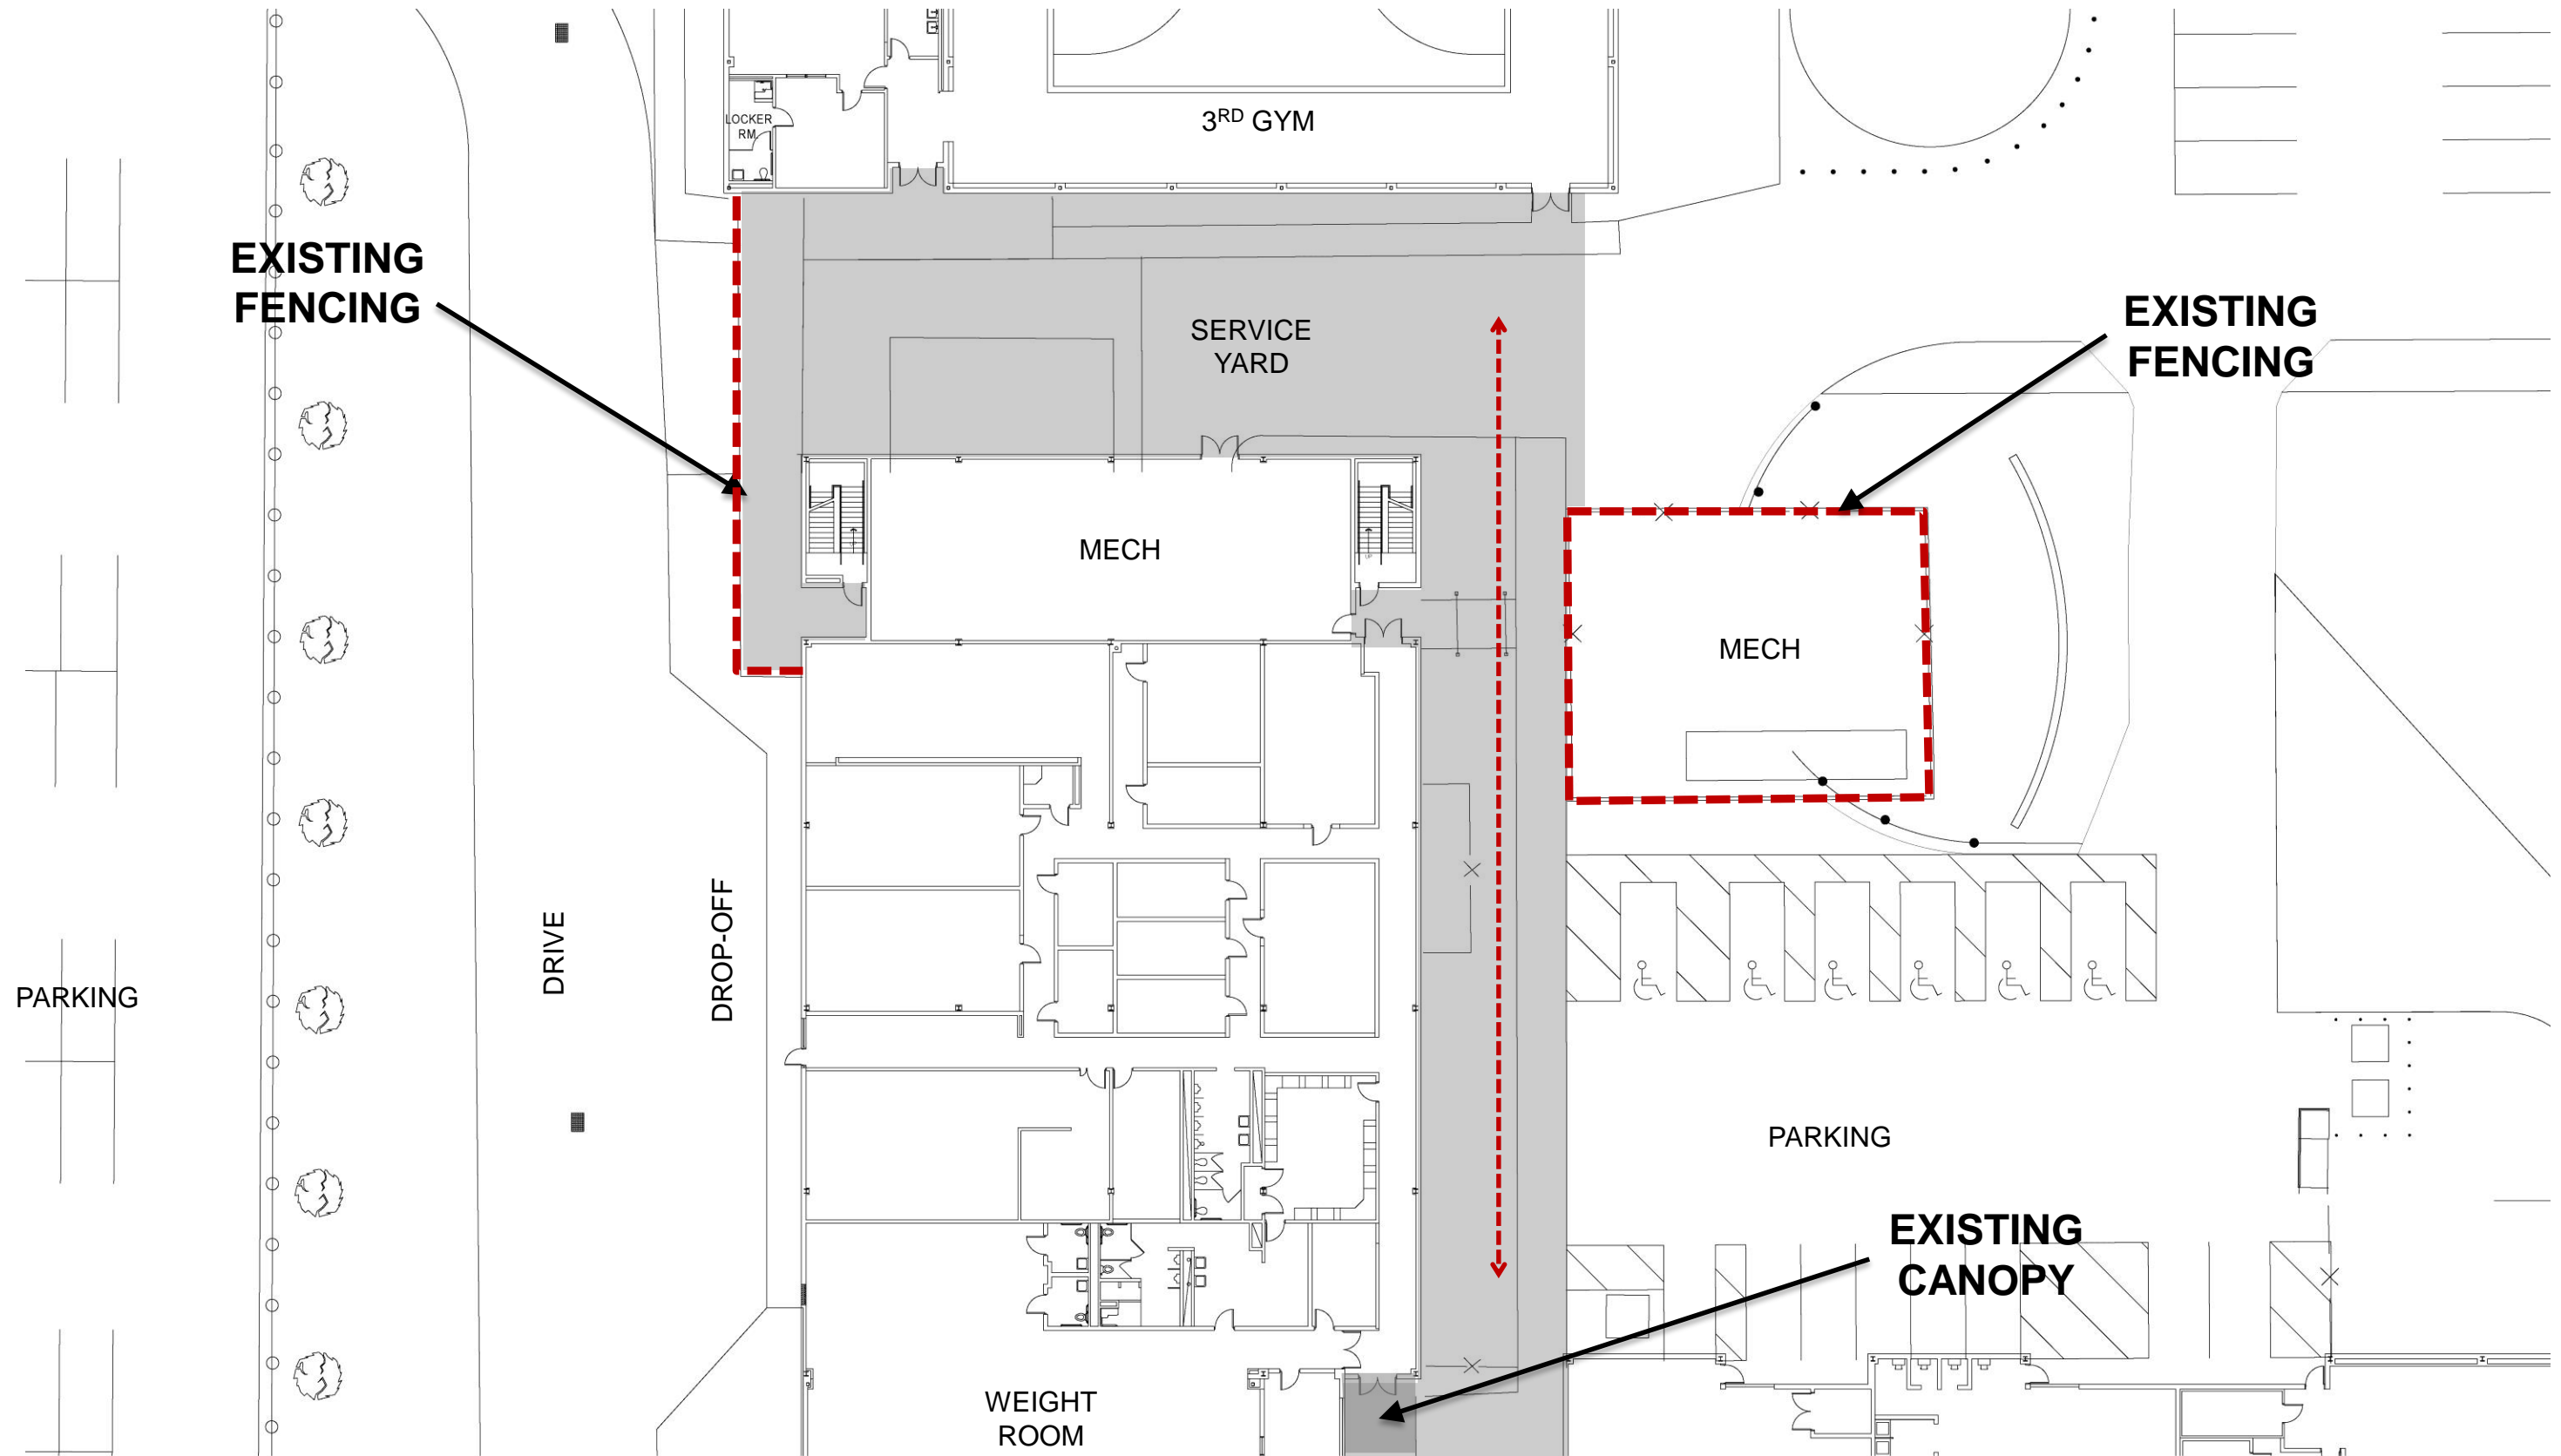 LOCKER
RM
3RD GYM
EXISTING
FENCING
SERVICE
YARD
EXISTING
FENCING
MECH
MECH
DRIVE
DROP-OFF
PARKING
PARKING
EXISTING
CANOPY
WEIGHT
ROOM